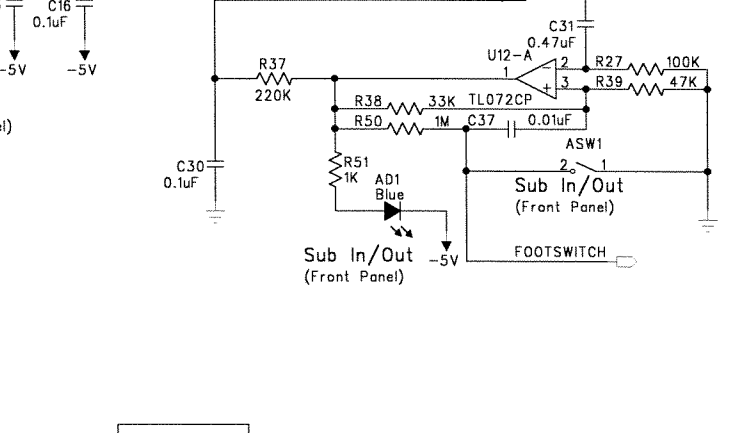 C16
0.1uF
-5V
-5V
C31
0.47uF
U12-A
R37
220K
1
2
3
R27
100K
R39
47K
TL072CP
R38
33K
R50
1M
C37
0.01uF
ASW1
2
1
Sub In/Out
(Front Panel)
C30
0.1uF
R51
1K
AD1
Blue
Sub In/Out
(Front Panel)
-5V
FOOTSWITCH